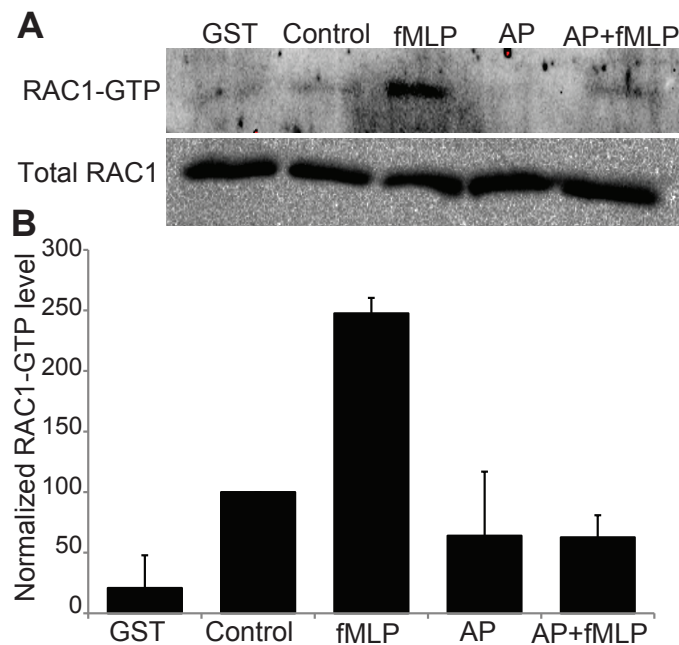 A
GST Control fMLP AP AP+fMLP
RAC1-GTP
Total RAC1
B
Normalized RAC1-GTP level
300
250
200
150
100
50
0
GST Control fMLP AP AP+fMLP